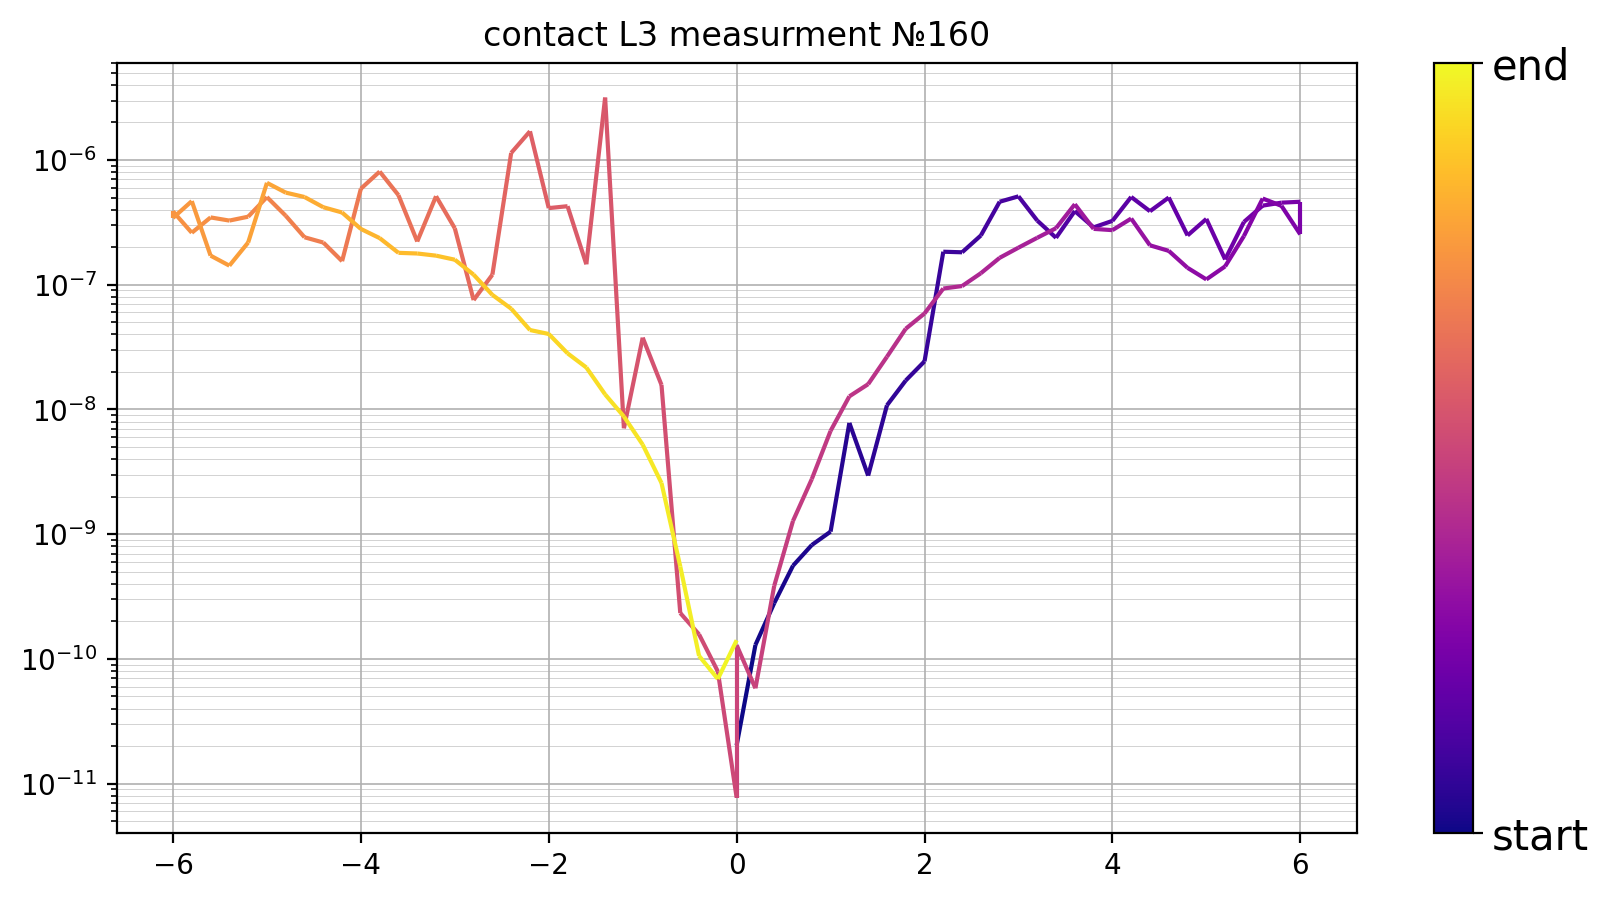 contact L3 measurment №160
10⁻⁶
10⁻⁷
10⁻⁸
10⁻⁹
10⁻¹⁰
10⁻¹¹
−6 −4 −2 0 2 4 6
end
start